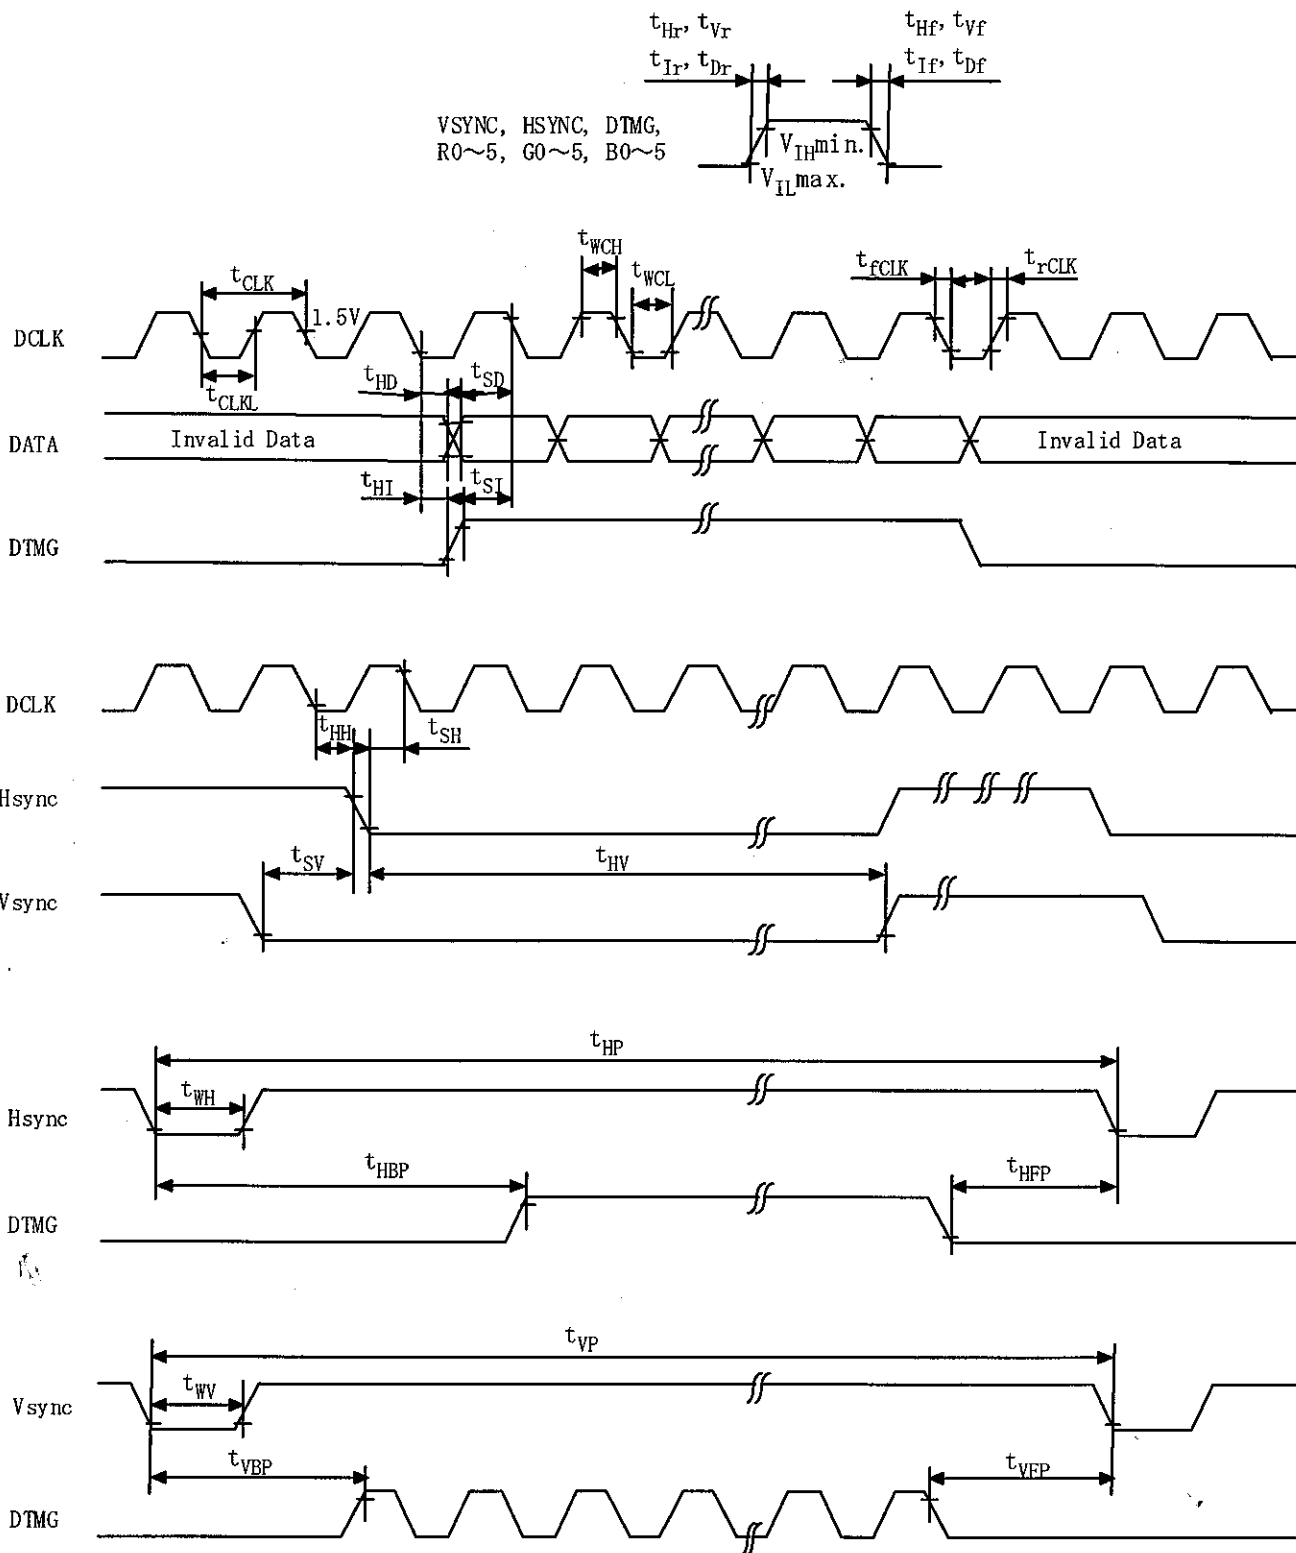 tHr, tVr
tIr, tDr
tHf, tVf
tIf, tDf
VSYNC, HSYNC, DTMG,
R0~5, G0~5, B0~5
VIHmin.
VILmax.
tWCH
tWCL
tCLK
tfCLK
trCLK
1.5V
DCLK
tCLKL
tHD
tSD
DATA
Invalid Data
Invalid Data
tHI
tSI
DTMG
DCLK
tHH
tSH
Hsync
tSV
tHV
Vsync
tHP
tWH
Hsync
tHBP
tHFP
DTMG
tVP
tWV
Vsync
tVBP
tVFP
DTMG